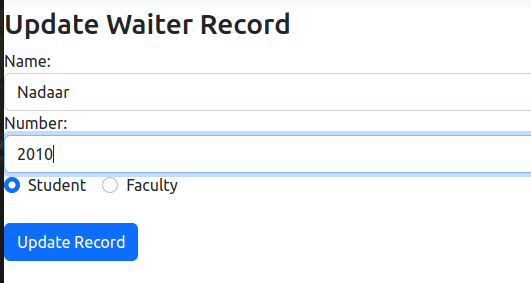 Update Waiter Record
Name:
Nadaar
Number:
2010
Student Faculty
Update Record